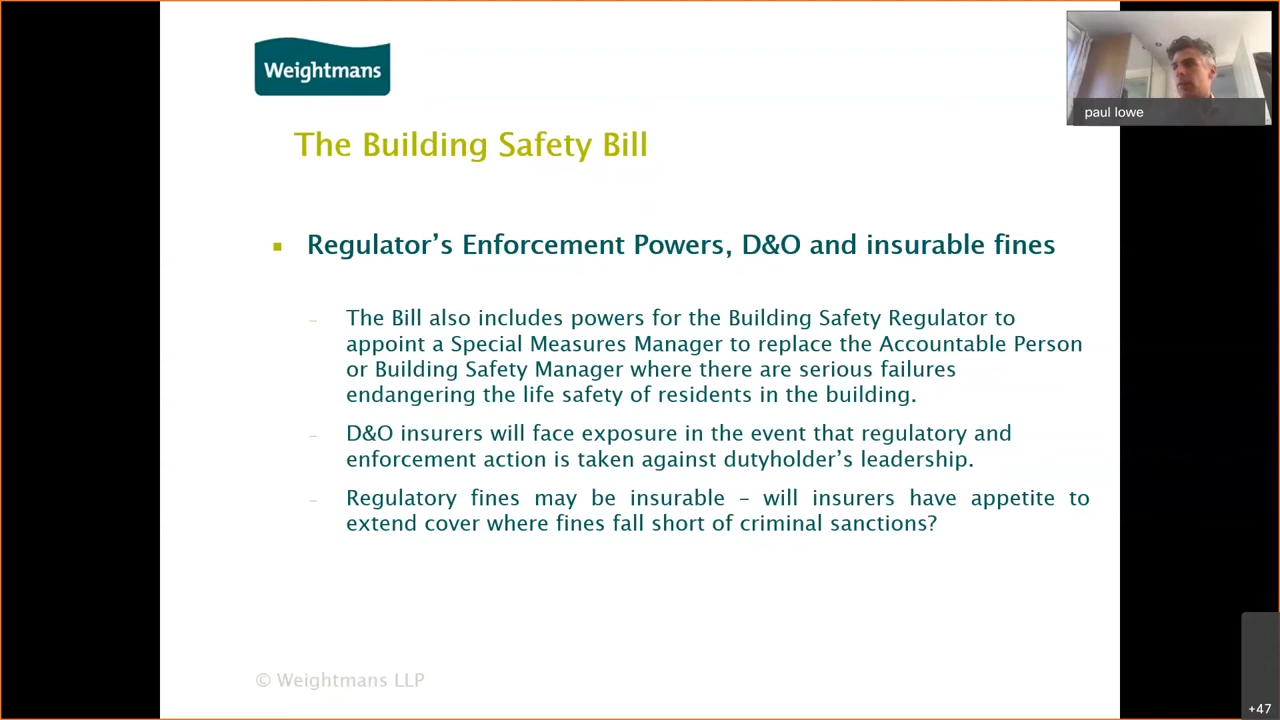 Weightmans
paul lowe
The Building Safety Bill
Regulator’s Enforcement Powers, D&O and insurable fines
The Bill also includes powers for the Building Safety Regulator to
appoint a Special Measures Manager to replace the Accountable Person
or Building Safety Manager where there are serious failures
endangering the life safety of residents in the building.
D&O insurers will face exposure in the event that regulatory and
enforcement action is taken against dutyholder’s leadership.
Regulatory fines may be insurable – will insurers have appetite to
extend cover where fines fall short of criminal sanctions?
© Weightmans LLP
+47